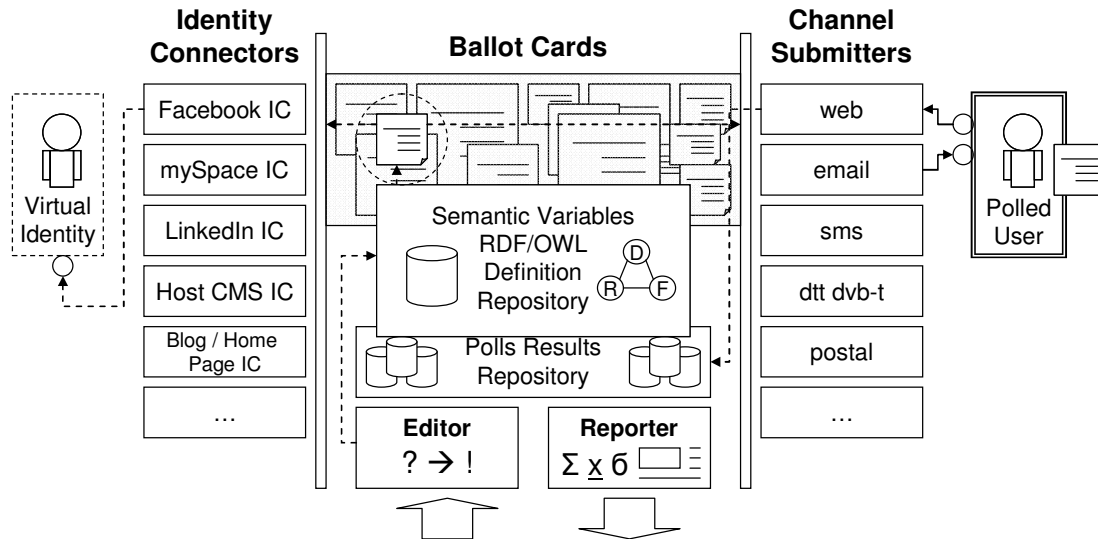 Identity
Connectors
Ballot Cards
Channel
Submitters
Facebook IC
mySpace IC
LinkedIn IC
Host CMS IC
Blog / Home
Page IC
…
Virtual
Identity
Semantic Variables
RDF/OWL
Definition
Repository
D
R
F
Polls Results
Repository
Editor
? → !
Reporter
Σ x б
web
email
sms
dtt dvb-t
postal
…
Polled
User